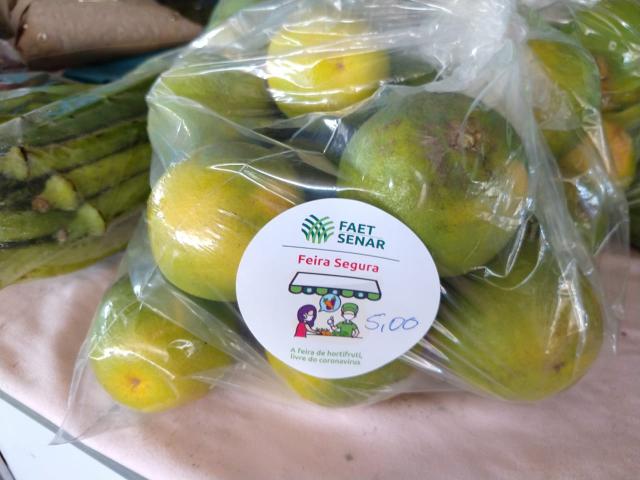 FAET
SENAR
Feira Segura
5,00
A feira de hortifruti,
livre do coronavírus